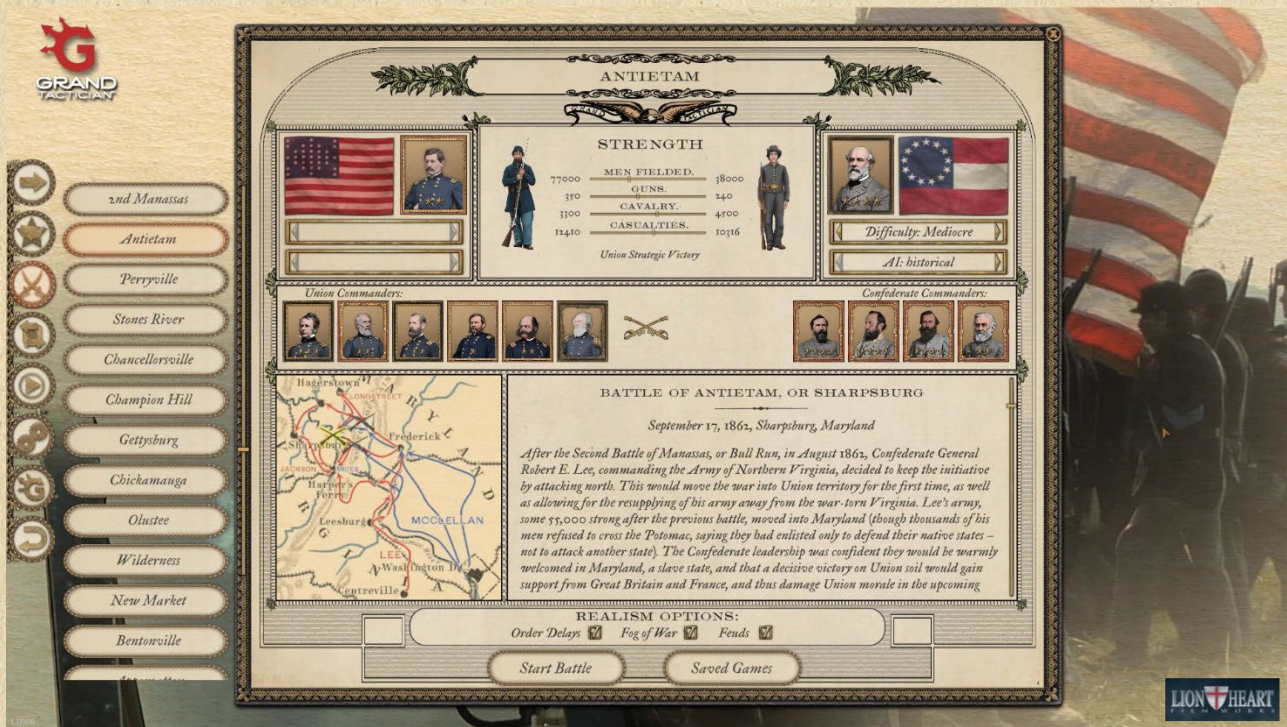 GRAND
TACTICIAN
2nd Manassas
Antietam
Perryville
Stones River
Chancellorsville
Champion Hill
Gettysburg
Chickamauga
Olustee
Wilderness
New Market
Bentonville
ANTIETAM
GRAND TACTICIAN
STRENGTH
77000 MEN FIELDED. 38000
350 GUNS. 240
3300 CAVALRY. 4500
12410 CASUALTIES. 10316
Union Strategic Victory
Difficulty: Mediocre
AI: historical
Union Commanders:
Confederate Commanders:
Hagerstown
MARYLAND
LONGSTREET
Sharpsburg
Frederick
JACKSON
Harper's
Ferry
Leesburg
MCCLELLAN
LEE
Washington
Centreville
BATTLE OF ANTIETAM, OR SHARPSBURG
September 17, 1862, Sharpsburg, Maryland
After the Second Battle of Manassas, or Bull Run, in August 1862, Confederate General
Robert E. Lee, commanding the Army of Northern Virginia, decided to keep the initiative
by attacking north. This would move the war into Union territory for the first time, as well
as allowing for the resupplying of his army away from the war-torn Virginia. Lee's army,
some 55,000 strong after the previous battle, moved into Maryland (though thousands of his
men refused to cross the Potomac, saying they had enlisted only to defend their native states –
not to attack another state). The Confederate leadership was confident they would be warmly
welcomed in Maryland, a slave state, and that a decisive victory on Union soil would gain
support from Great Britain and France, and thus damage Union morale in the upcoming
REALISM OPTIONS:
Order Delays Fog of War Feuds
Start Battle Saved Games
LION HEART
FILM WORKS